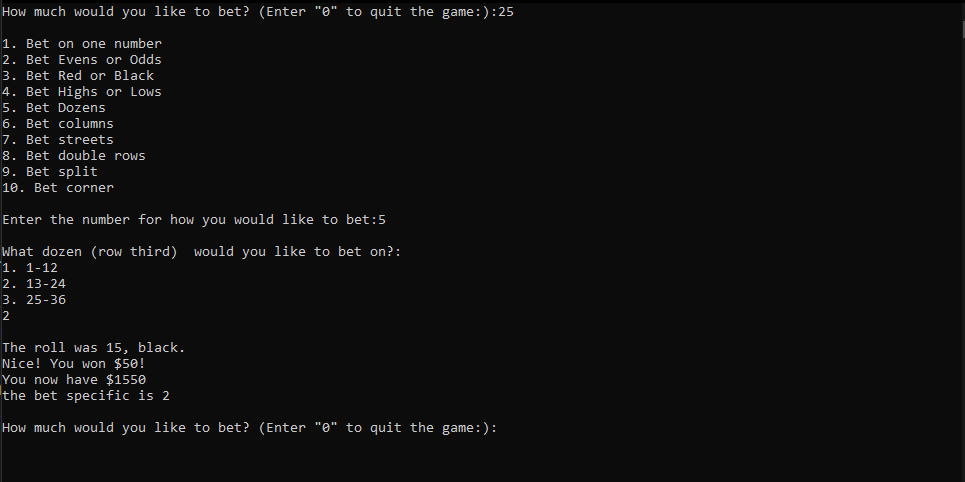 How much would you like to bet? (Enter "0" to quit the game:):25
1. Bet on one number
2. Bet Evens or Odds
3. Bet Red or Black
4. Bet Highs or Lows
5. Bet Dozens
6. Bet columns
7. Bet streets
8. Bet double rows
9. Bet split
10. Bet corner
Enter the number for how you would like to bet:5
What dozen (row third)  would you like to bet on?:
1. 1-12
2. 13-24
3. 25-36
2
The roll was 15, black.
Nice! You won $50!
You now have $1550
the bet specific is 2
How much would you like to bet? (Enter "0" to quit the game:):